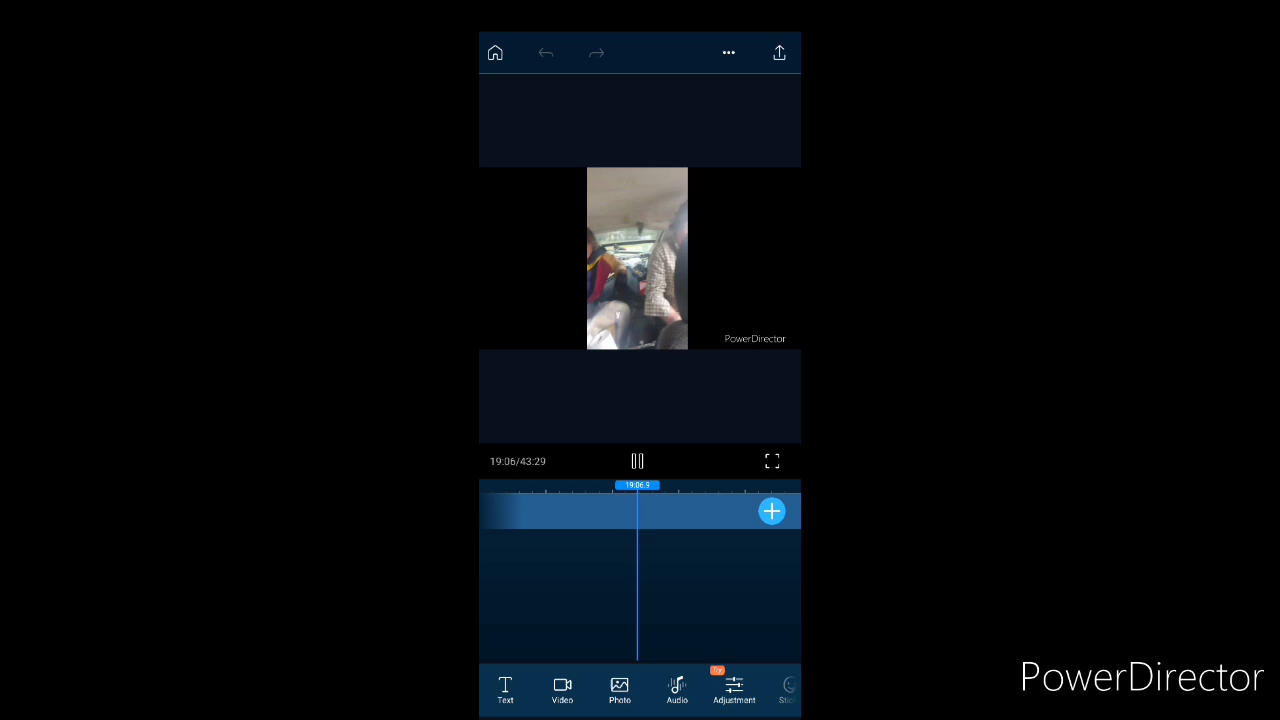 PowerDirector
19:06/43:29
19:06.9
Try
Text
Video
Photo
Audio
Adjustment
PowerDirector